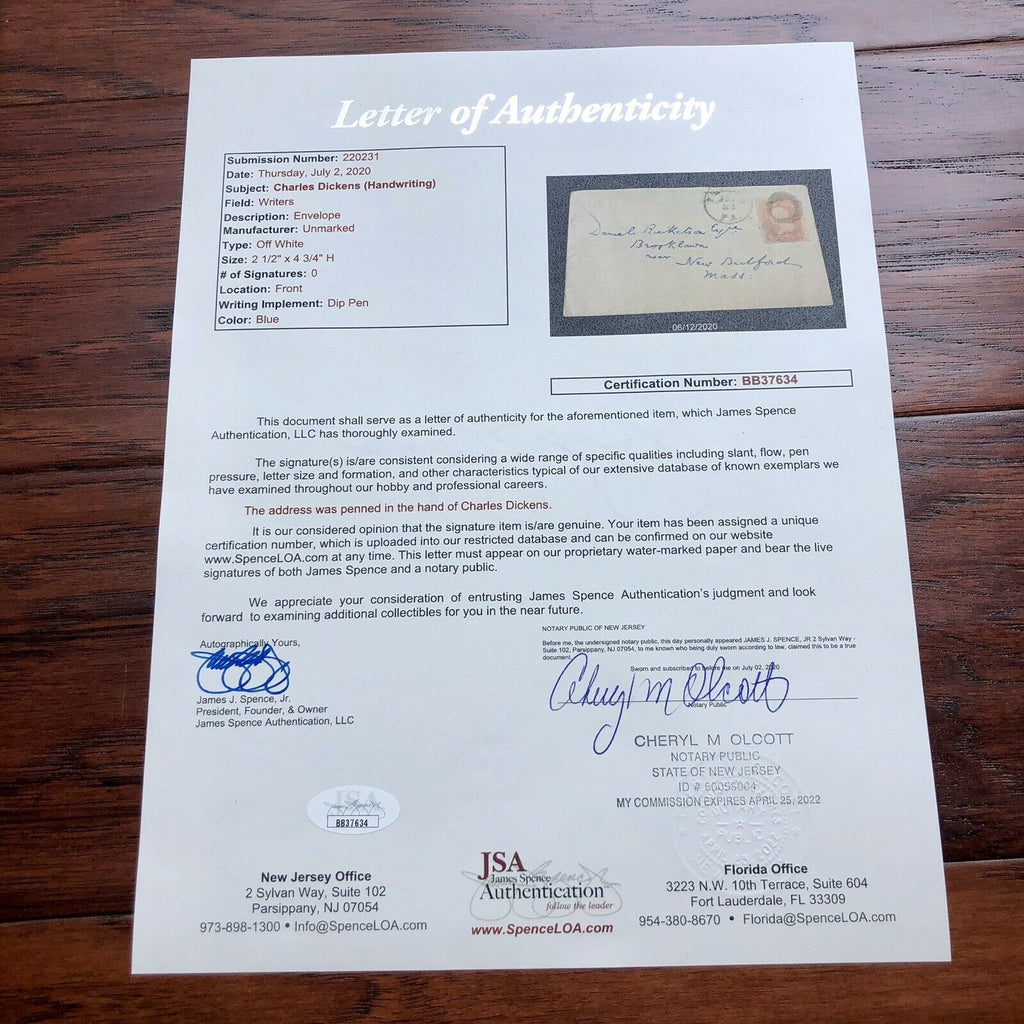 Letter of Authenticity
Submission Number: 220231
Date: Thursday, July 2, 2020
Subject: Charles Dickens (Handwriting)
Field: Writers
Description: Envelope
Manufacturer: Unmarked
Type: Off White
Size: 2 1/2" x 4 3/4" H
# of Signatures: 0
Location: Front
Writing Implement: Dip Pen
Color: Blue
Daniel Ricketson Esqre
Brooklawn
near New Bedford
Mass:
06/12/2020
Certification Number: BB37634
This document shall serve as a letter of authenticity for the aforementioned item, which James Spence
Authentication, LLC has thoroughly examined.
The signature(s) is/are consistent considering a wide range of specific qualities including slant, flow, pen
pressure, letter size and formation, and other characteristics typical of our extensive database of known exemplars we
have examined throughout our hobby and professional careers.
The address was penned in the hand of Charles Dickens.
It is our considered opinion that the signature item is/are genuine. Your item has been assigned a unique
certification number, which is uploaded into our restricted database and can be confirmed on our website
www.SpenceLOA.com at any time. This letter must appear on our proprietary water-marked paper and bear the live
signatures of both James Spence and a notary public.
We appreciate your consideration of entrusting James Spence Authentication's judgment and look
forward to examining additional collectibles for you in the near future.
Autographically Yours,
James J. Spence, Jr.
President, Founder, & Owner
James Spence Authentication, LLC
NOTARY PUBLIC OF NEW JERSEY
Before me, the undersigned notary public, this day personally appeared JAMES J. SPENCE, JR 2 Sylvan Way -
Suite 102, Parsippany, NJ 07054, to me known who being duly sworn according to law, claimed this to be a true
document.
Sworn and subscribed to before me on July 02, 2020
Cheryl M Olcott
Notary Public
CHERYL M OLCOTT
NOTARY PUBLIC
STATE OF NEW JERSEY
ID # 50058004
MY COMMISSION EXPIRES APRIL 25, 2022
JSA
BB37634
New Jersey Office
2 Sylvan Way, Suite 102
Parsippany, NJ 07054
973-898-1300 • Info@SpenceLOA.com
JSA
James Spence
Authentication
follow the leader
www.SpenceLOA.com
Florida Office
3223 N.W. 10th Terrace, Suite 604
Fort Lauderdale, FL 33309
954-380-8670 • Florida@SpenceLOA.com